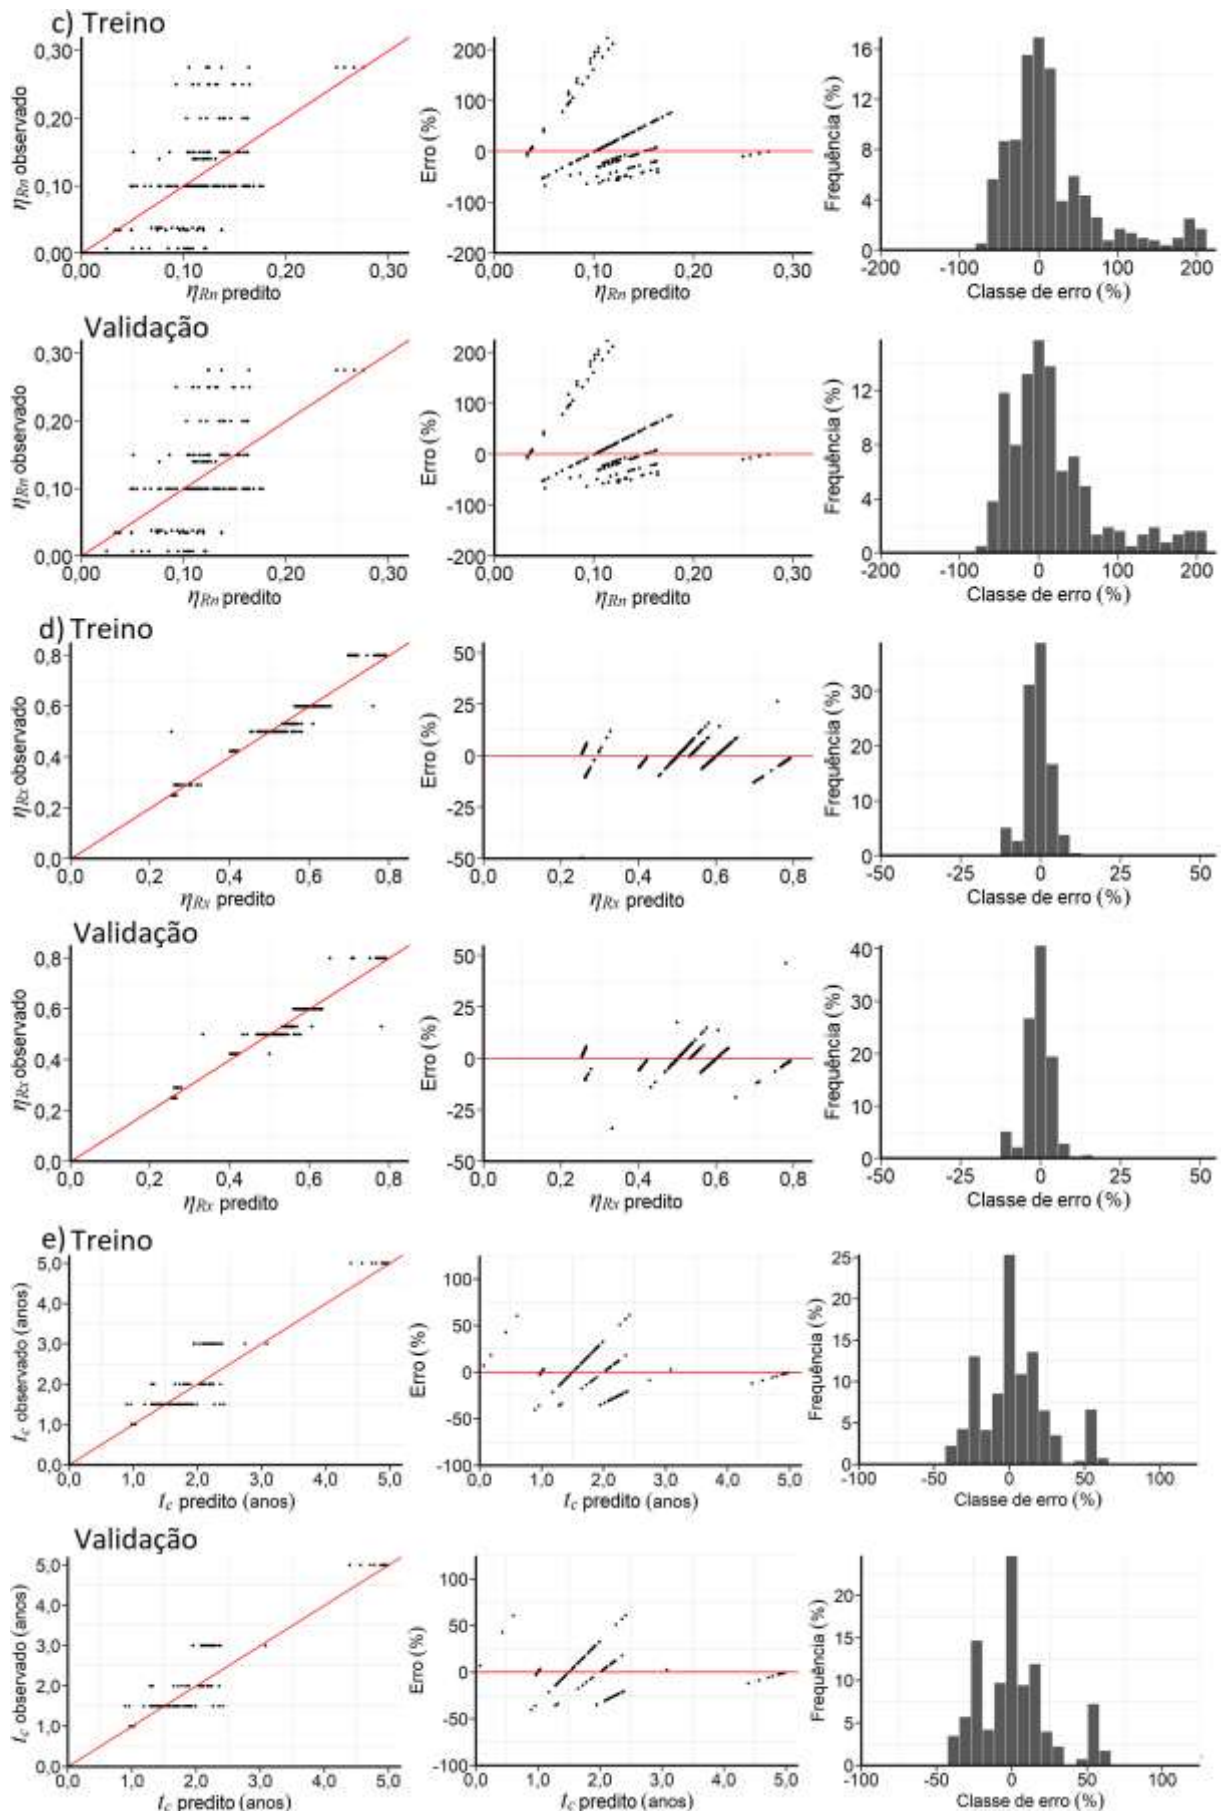 c) Treino
0,30
0,20
0,10
0,00
0,00 0,10 0,20 0,30
ηRn observado
ηRn predito
200
100
0
-100
-200
0,00 0,10 0,20 0,30
Erro (%)
ηRn predito
16
12
8
4
0
-200 -100 0 100 200
Frequência (%)
Classe de erro (%)
Validação
0,30
0,20
0,10
0,00
0,00 0,10 0,20 0,30
ηRn observado
ηRn predito
200
100
0
-100
-200
0,00 0,10 0,20 0,30
Erro (%)
ηRn predito
12
8
4
0
-200 -100 0 100 200
Frequência (%)
Classe de erro (%)
d) Treino
0.8
0.6
0.4
0.2
0.0
0,0 0,2 0,4 0,6 0,8
ηRx observado
ηRx predito
50
25
0
-25
-50
0,0 0,2 0,4 0,6 0,8
Erro (%)
ηRx predito
30
20
10
0
-50 -25 0 25 50
Frequência (%)
Classe de erro (%)
Validação
0,8
0,6
0,4
0,2
0,0
0,0 0,2 0,4 0,6 0,8
ηRx observado
ηRx predito
50
25
0
-25
-50
0,0 0,2 0,4 0,6 0,8
Erro (%)
ηRx predito
40
30
20
10
0
-50 -25 0 25 50
Frequência (%)
Classe de erro (%)
e) Treino
5,0
4,0
3,0
2,0
1,0
0,0
0,0 1,0 2,0 3,0 4,0 5,0
tc observado (anos)
tc predito (anos)
100
50
0
-50
-100
0,0 1,0 2,0 3,0 4,0 5,0
Erro (%)
tc predito (anos)
25
20
15
10
5
0
-100 -50 0 50 100
Frequência (%)
Classe de erro (%)
Validação
5,0
4,0
3,0
2,0
1,0
0,0
0,0 1,0 2,0 3,0 4,0 5,0
tc observado (anos)
tc predito (anos)
100
50
0
-50
-100
0,0 1,0 2,0 3,0 4,0 5,0
Erro (%)
tc predito (anos)
20
15
10
5
0
-100 -50 0 50 100
Frequência (%)
Classe de erro (%)